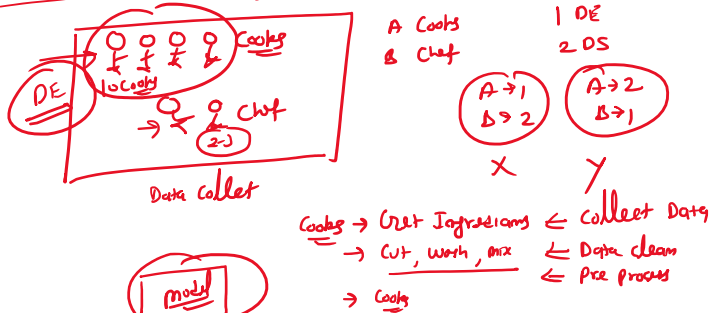 A Cooks
B Chef
1 DE
2 DS
Cooks
10 Cooks
DE
Chef
2-3
A → 1
B → 2
X
A → 2
B → 1
Y
Data Collet
Cooks → Get Ingredians ← Collect Data
→ Cut, wash, mix ← Data clean
← Pre process
→ Cooks
model